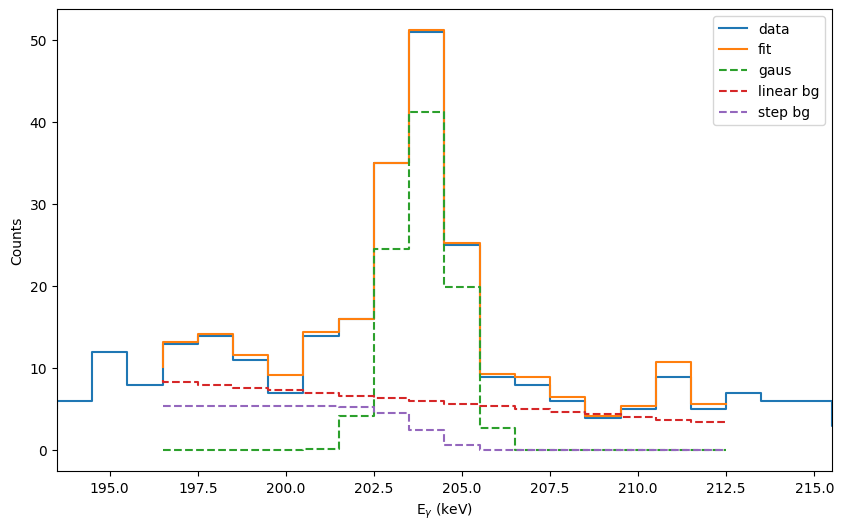 data
fit
gaus
linear bg
step bg
50
40
30
20
10
0
Counts
195.0 197.5 200.0 202.5 205.0 207.5 210.0 212.5 215.0
Eγ (keV)